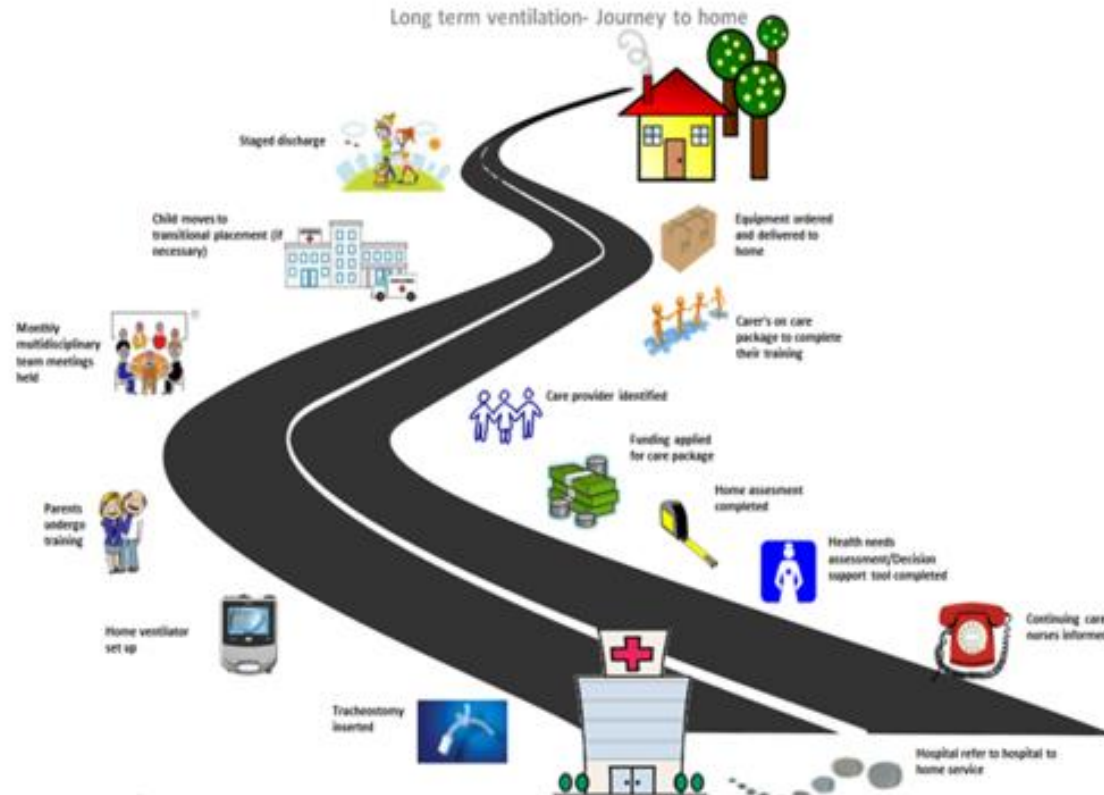 Long term ventilation- Journey to home
Staged discharge
Child moves to
transitional placement (if
necessary)
Equipment ordered
and delivered to
home
Monthly
multidisciplinary
team meetings
held
Carer's on care
package to complete
their training
Care provider identified
Funding applied
for care package
Home assesment
completed
Parents
undergo
training
Health needs
assessment/Decision
support tool completed
Home ventilator
set up
Continuing care
nurses informe
Tracheostomy
inserted
Hospital refer to hospital to
home service